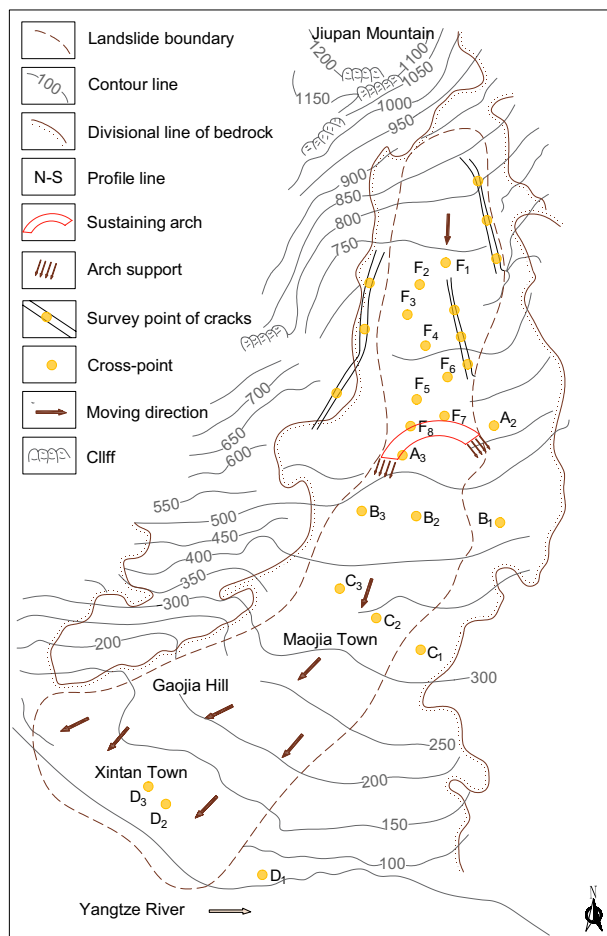 Landslide boundary
100
Contour line
Divisional line of bedrock
N-S
Profile line
Sustaining arch
Arch support
Survey point of cracks
Cross-point
Moving direction
Cllff
Jiupan Mountain
1200
1100
1050
1150
1000
950
900
850
800
750
F1
F2
F3
F4
F6
F5
700
F7
A2
F8
650
600
A3
550
500
B3
B2
B1
450
400
350
C3
300
C2
200
Maojia Town
C1
300
Gaojia Hill
250
200
Xintan Town
D3
D2
150
100
D1
N
Yangtze River